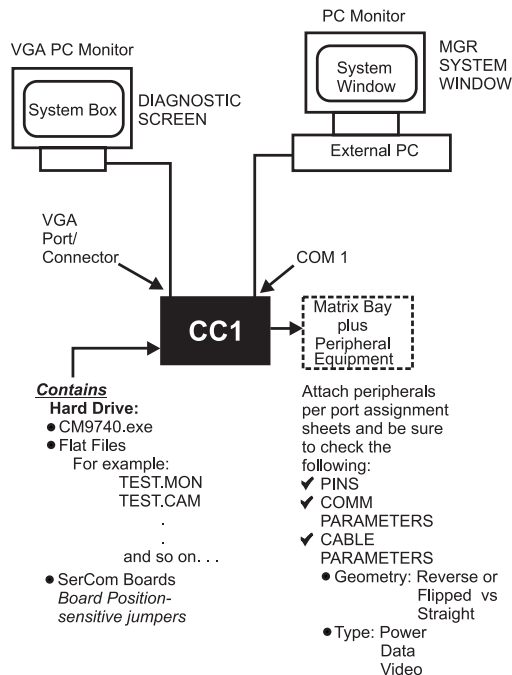 PC Monitor
VGA PC Monitor
MGR
SYSTEM
WINDOW
System
Window
System Box
DIAGNOSTIC
SCREEN
External PC
VGA
Port/
Connector
COM 1
CC1
Matrix Bay
plus
Peripheral
Equipment
Contains
Hard Drive:
● CM9740.exe
● Flat Files
For example:
TEST.MON
TEST.CAM
.
.
and so on. . .
● SerCom Boards
Board Position-
sensitive jumpers
Attach peripherals
per port assignment
sheets and be sure
to check the
following:
✔ PINS
✔ COMM
PARAMETERS
✔ CABLE
PARAMETERS
● Geometry: Reverse or
Flipped vs
Straight
● Type: Power
Data
Video